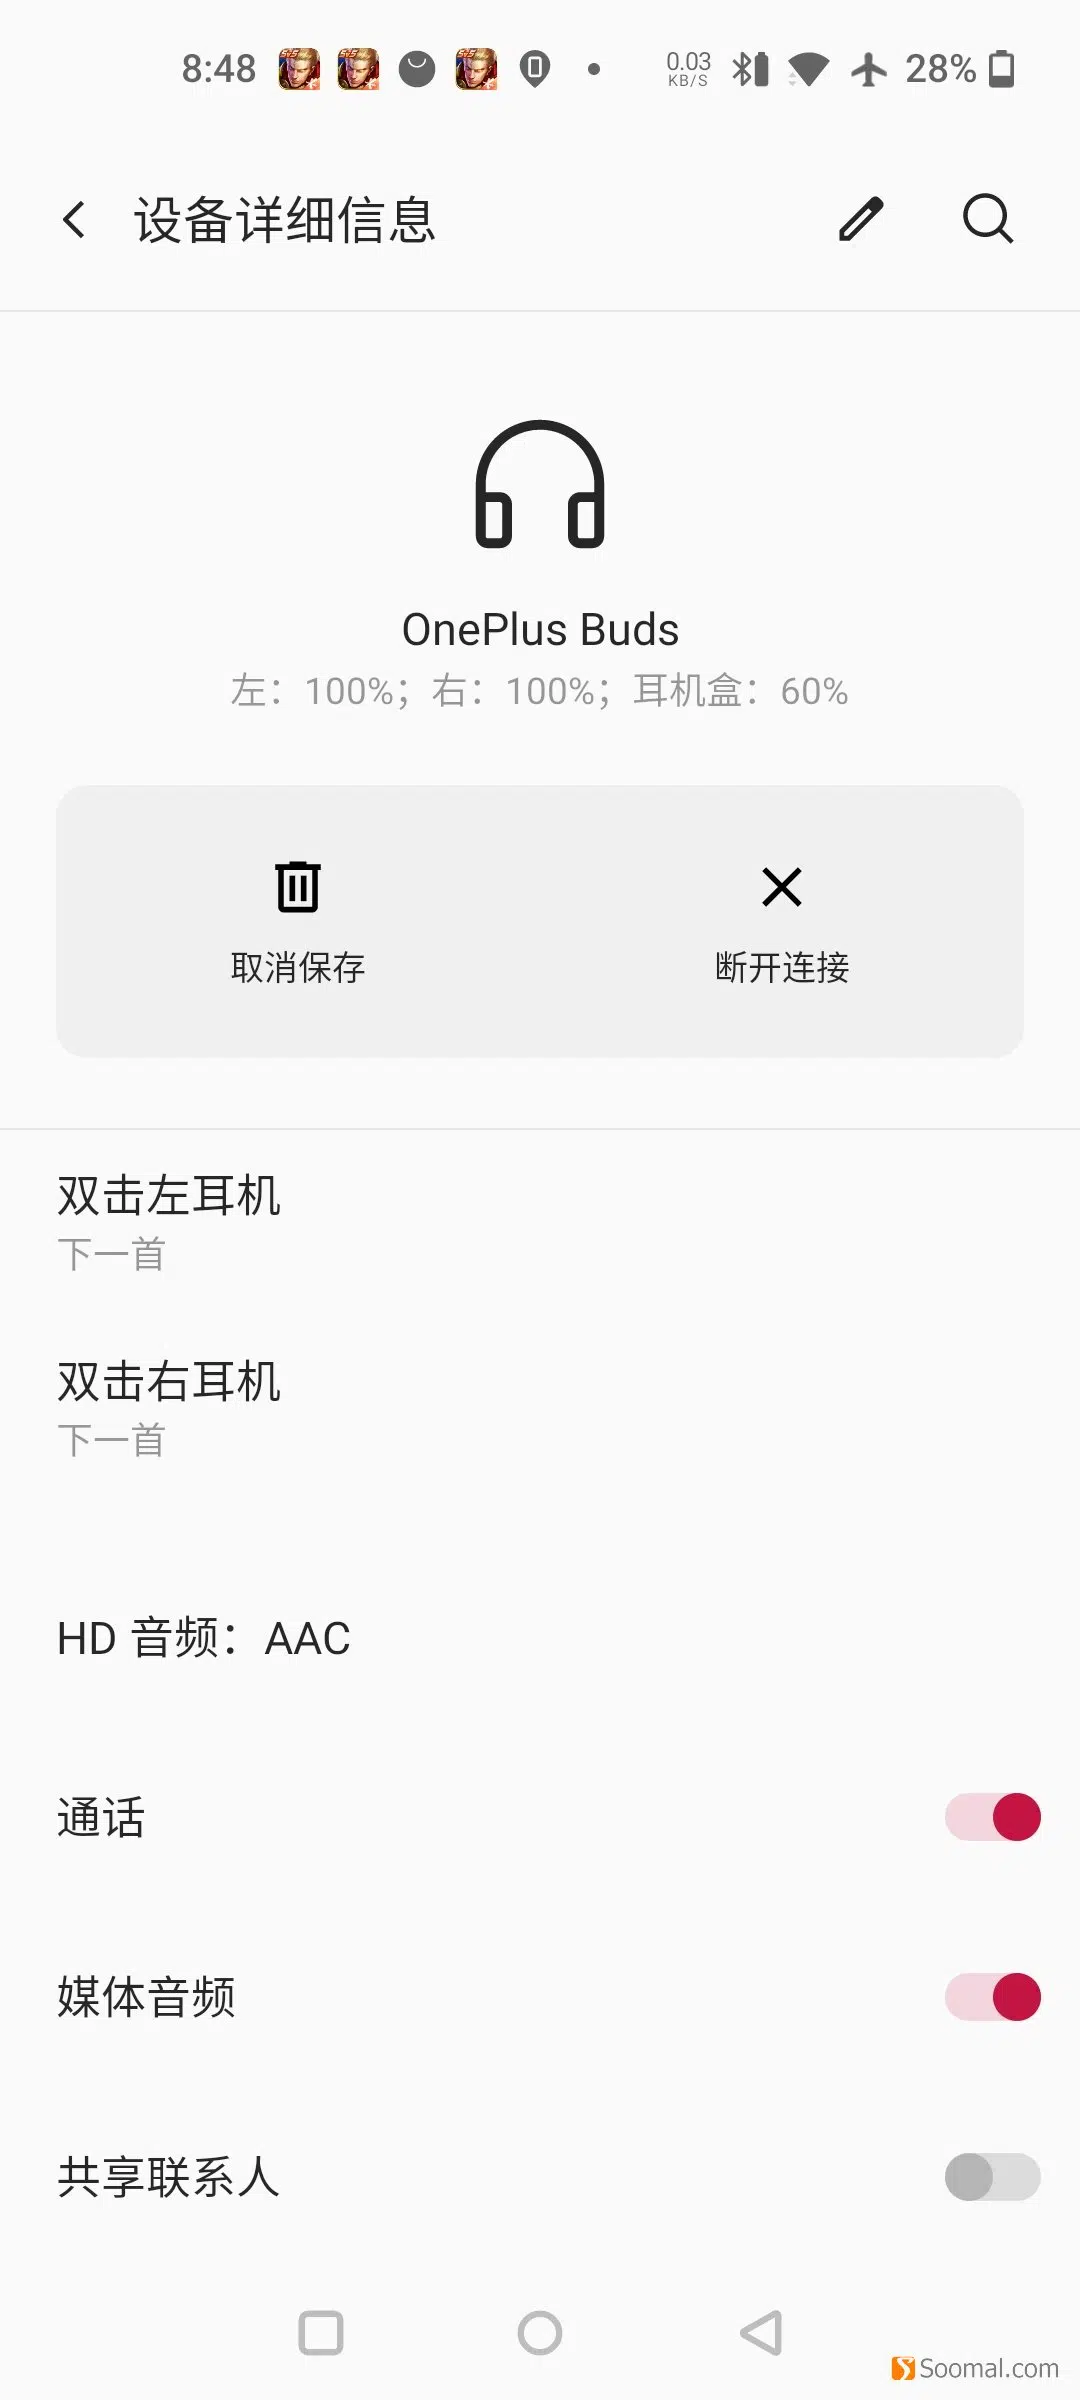 8:48
0.03
KB/S
28%
设备详细信息
OnePlus Buds
左：100%；右：100%；耳机盒：60%
取消保存
断开连接
双击左耳机
下一首
双击右耳机
下一首
HD 音频：AAC
通话
媒体音频
共享联系人
Soomal.com